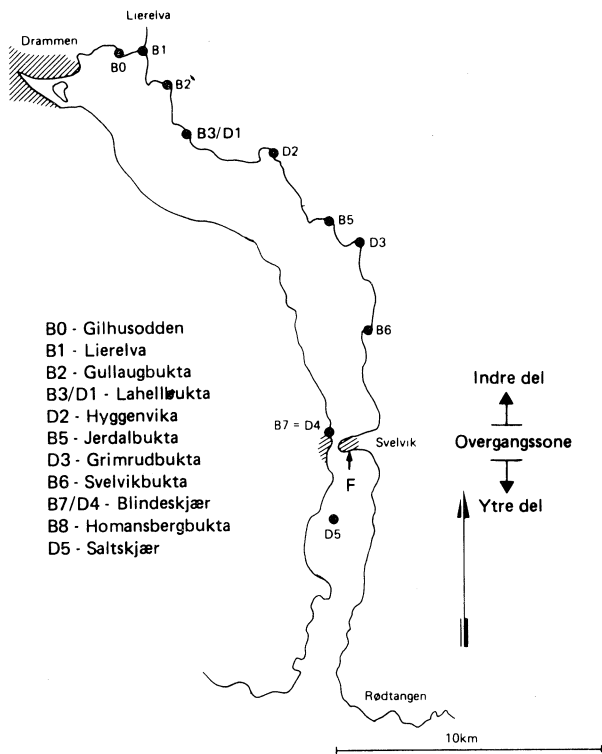 Lierelva
Drammen
B0
B1
B2
B3/D1
D2
B5
D3
B6
B0 - Gilhusodden
B1 - Lierelva
B2 - Gullaugbukta
B3/D1 - Lahellbukta
D2 - Hyggenvika
B5 - Jerdalbukta
D3 - Grimrudbukta
B6 - Svelvikbukta
B7/D4 - Blindeskjær
B8 - Homansbergbukta
D5 - Saltskjær
B7 = D4
Svelvik
F
D5
Indre del
Overgangssone
Ytre del
Rødtangen
10km